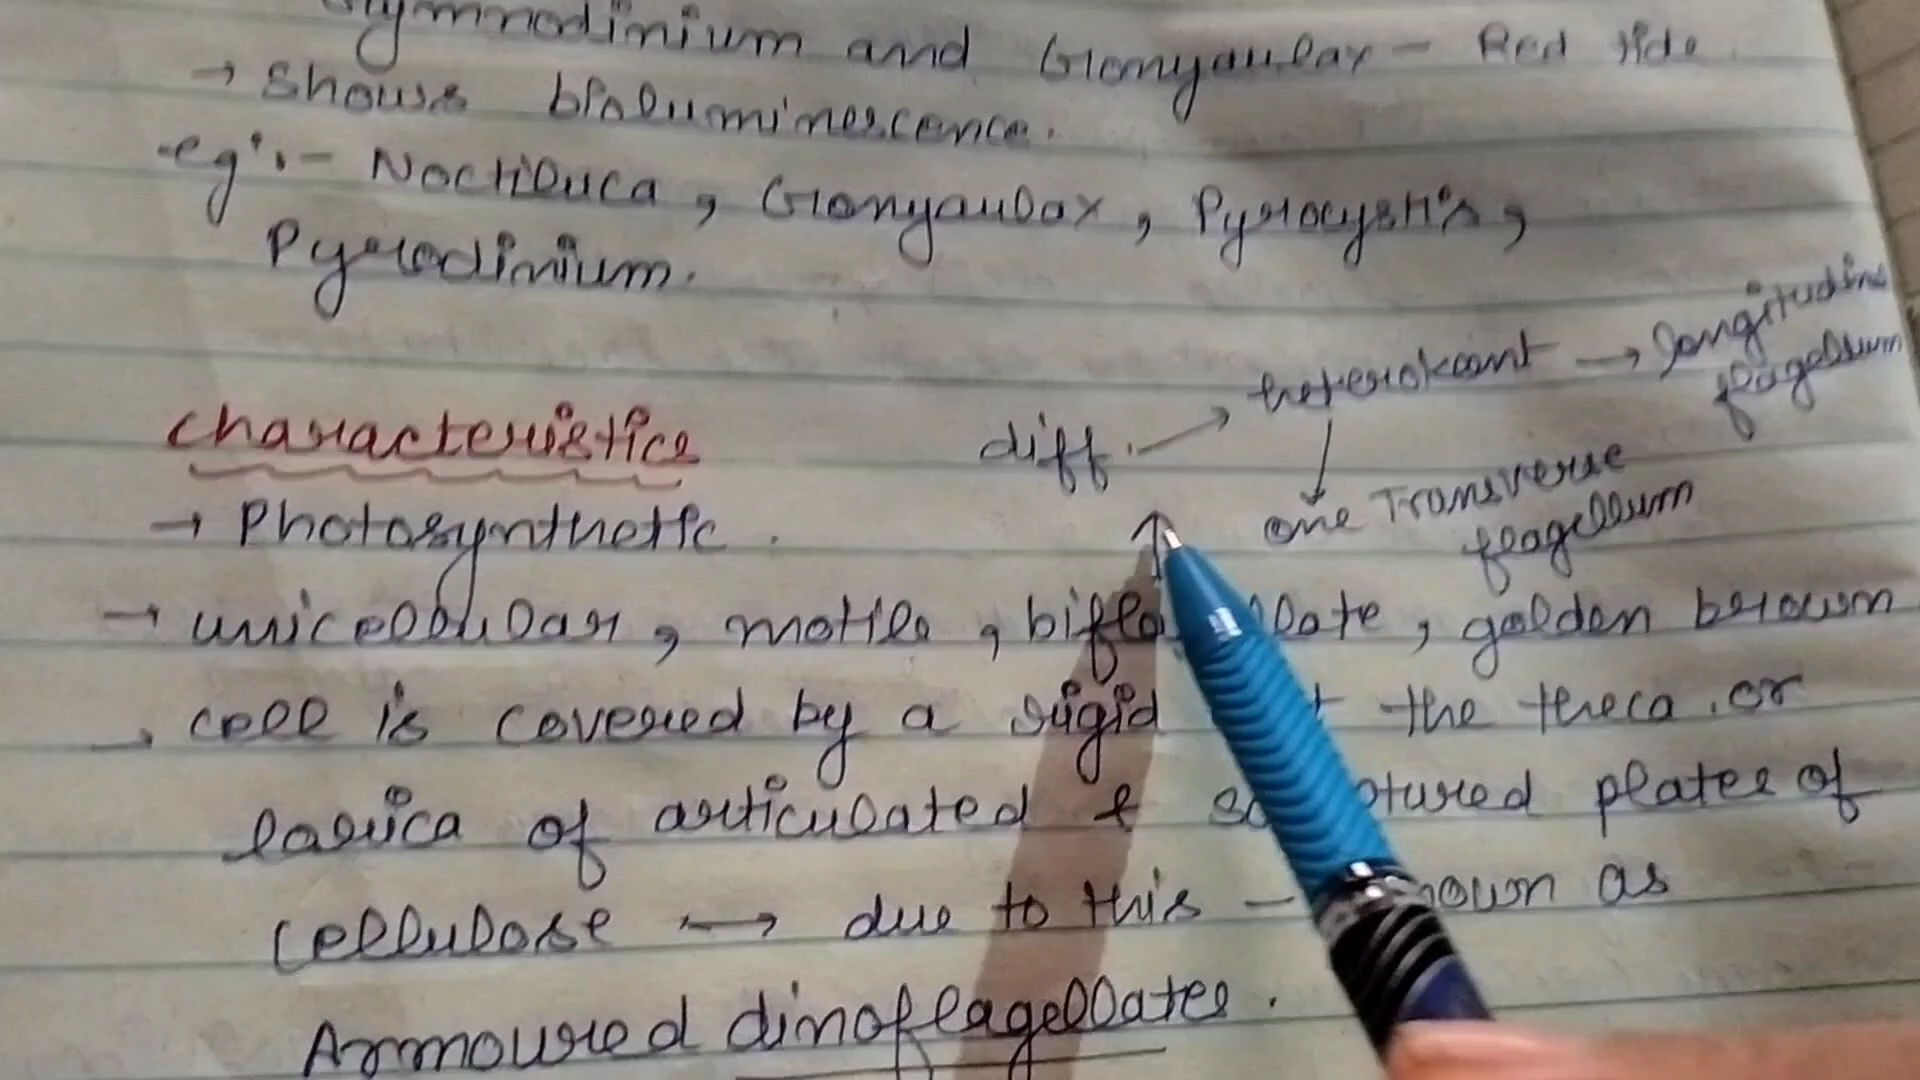 Gymnodinium and Gonyaulax - Red tide
→ Shows bioluminescence.
eg:- Noctiluca, Gonyaulax, Pyrocystis,
Pyrodinium.
characteristics
diff. → heterokont → longitudinal
flagellum
one Transverse
flagellum
→ Photosynthetic.
→ unicellular, motile, biflagellate, golden brown
→ cell is covered by a rigid the theca or
lorica of articulated & sculptured plates of
cellulose → due to this - known as
Armoured dinoflagellates.